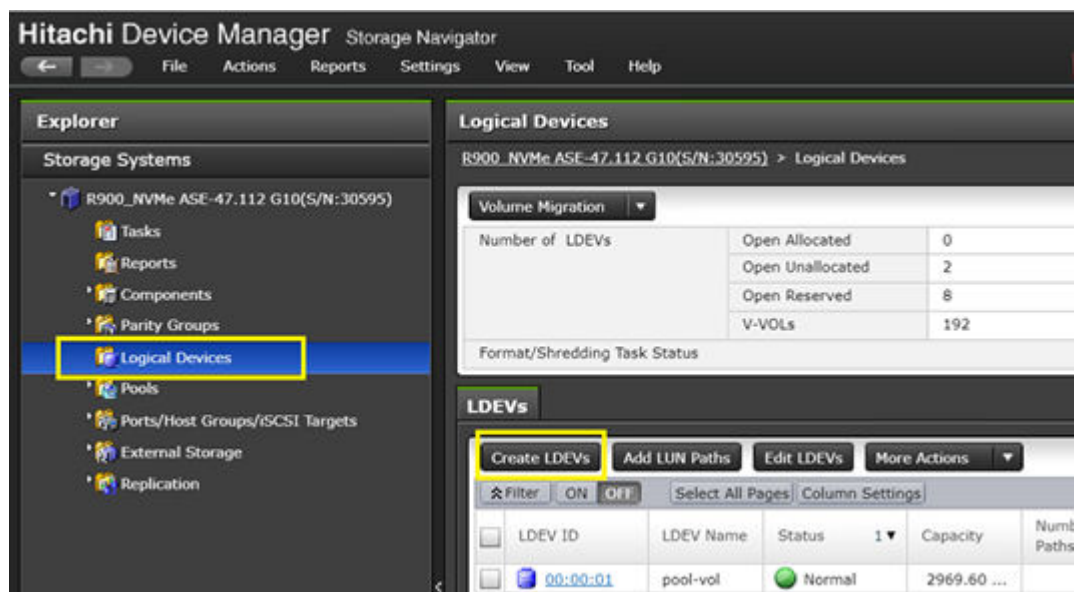 Hitachi Device Manager Storage Navigator
File Actions Reports Settings View Tool Help
Explorer
Storage Systems
R900_NVMe ASE-47.112 G10(S/N:30595)
Tasks
Reports
Components
Parity Groups
Logical Devices
Pools
Ports/Host Groups/iSCSI Targets
External Storage
Replication
Logical Devices
R900_NVMe ASE-47.112 G10(S/N:30595) > Logical Devices
Volume Migration
Number of LDEVs Open Allocated 0
Open Unallocated 2
Open Reserved 8
V-VOLs 192
Format/Shredding Task Status
LDEVs
Create LDEVs Add LUN Paths Edit LDEVs More Actions
Filter ON OFF Select All Pages Column Settings
LDEV ID LDEV Name Status 1 Capacity Numb
Paths
00:00:01 pool-vol Normal 2969.60 ...